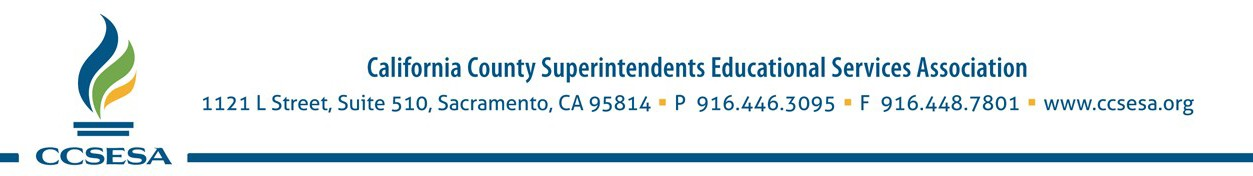 California County Superintendents Educational Services Association
1121 L Street, Suite 510, Sacramento, CA 95814 ▪ P 916.446.3095 ▪ F 916.448.7801 ▪ www.ccsesa.org
CCSESA